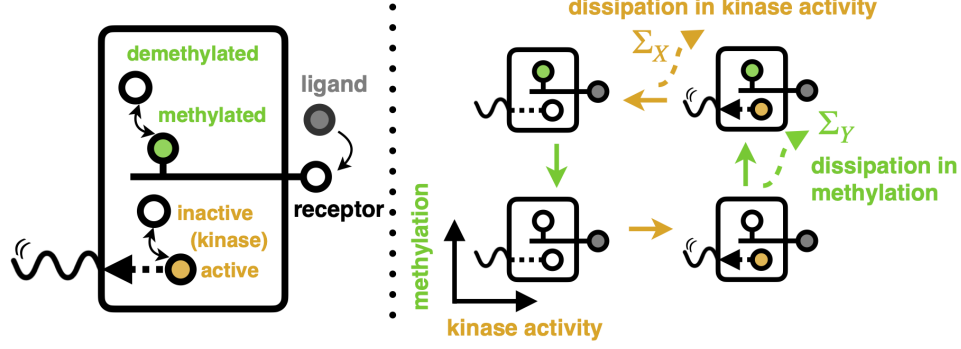 demethylated
methylated
ligand
receptor
inactive
(kinase)
active
dissipation in kinase activity
Σ_X
Σ_Y
dissipation in
methylation
methylation
kinase activity